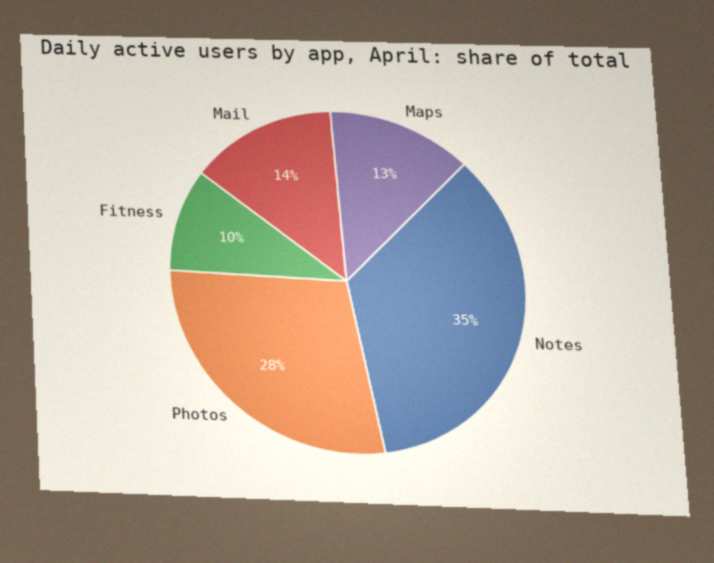 Daily active users by app, April: share of total
Mail
Maps
14%
13%
Fitness
10%
35%
Notes
28%
Photos